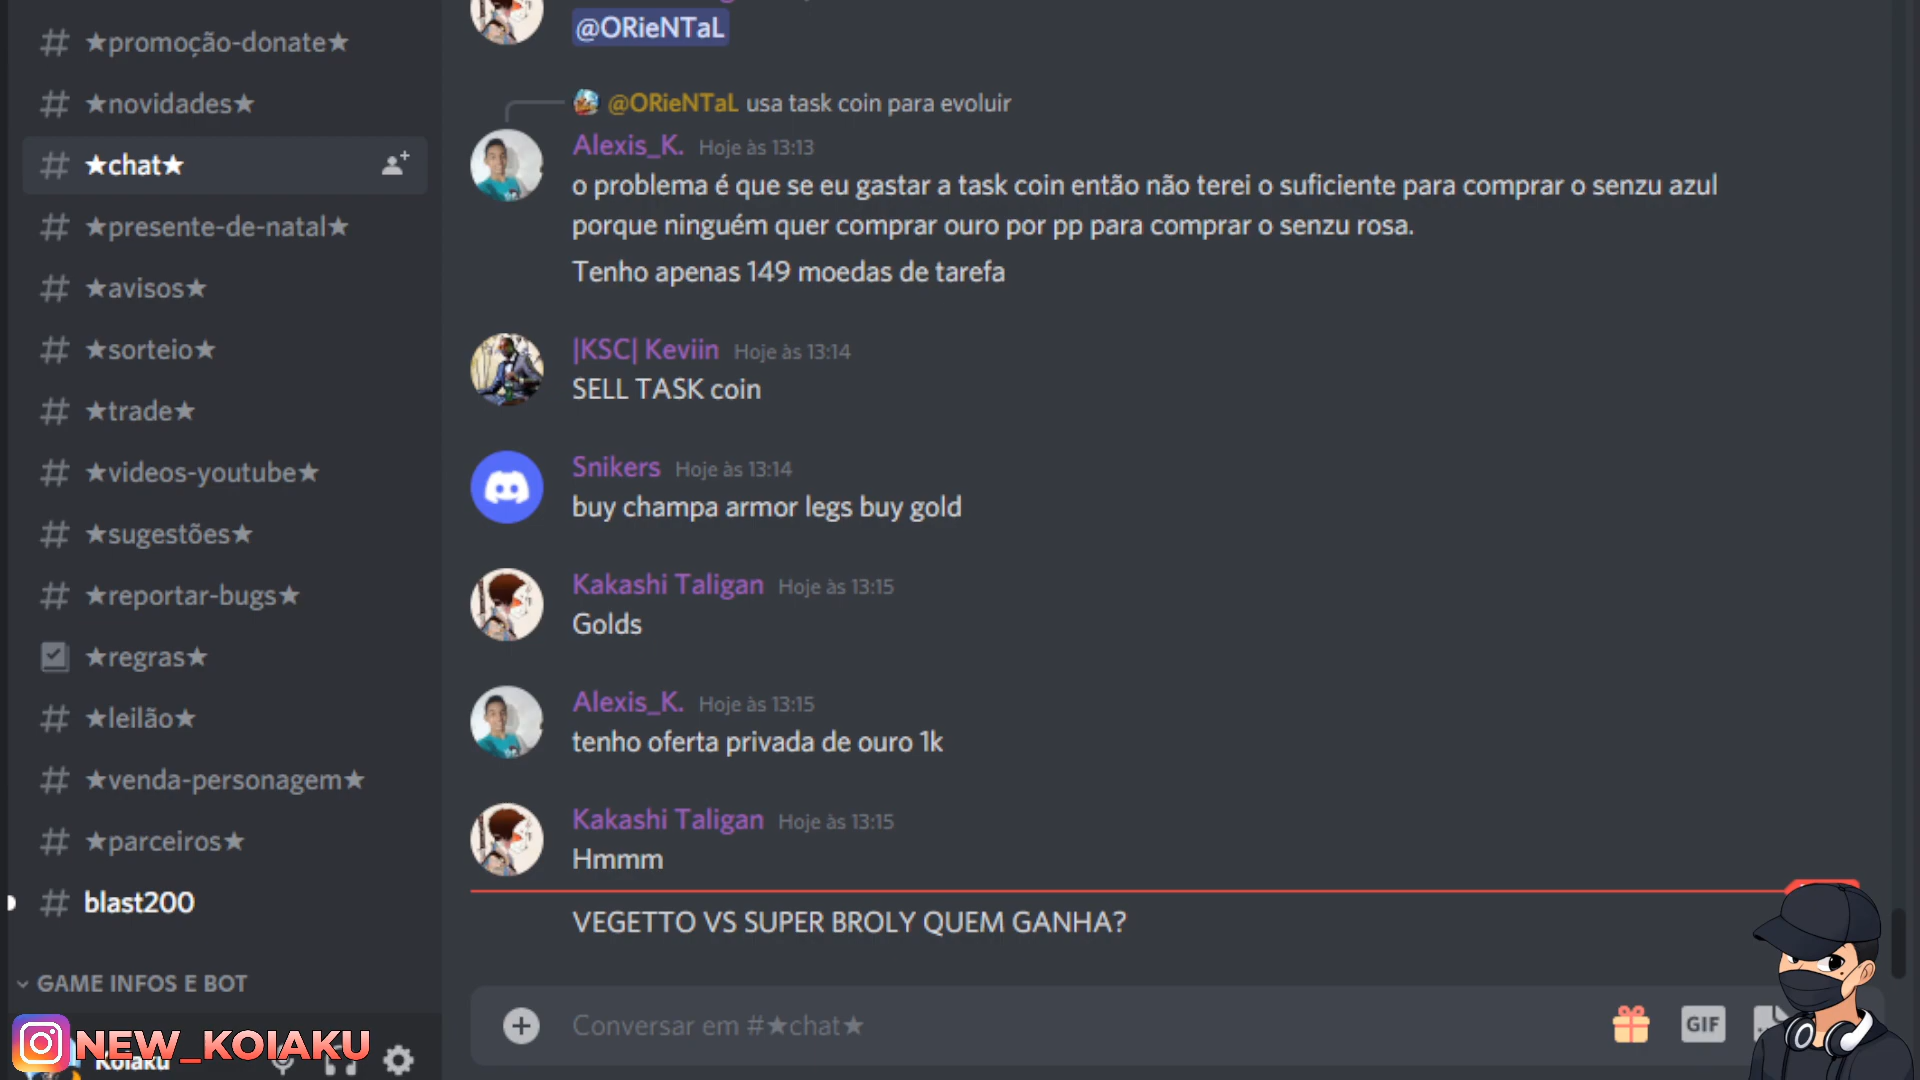 ★promoção-donate★
★novidades★
★chat★
★presente-de-natal★
★avisos★
★sorteio★
★trade★
★videos-youtube★
★sugestões★
★reportar-bugs★
★regras★
★leilão★
★venda-personagem★
★parceiros★
blast200
GAME INFOS E BOT
NEW_KOIAKU
Koiaku
@ORieNTaL
@ORieNTaL usa task coin para evoluir
Alexis_K. Hoje às 13:13
o problema é que se eu gastar a task coin então não terei o suficiente para comprar o senzu azul
porque ninguém quer comprar ouro por pp para comprar o senzu rosa.
Tenho apenas 149 moedas de tarefa
|KSC| Keviin Hoje às 13:14
SELL TASK coin
Snikers Hoje às 13:14
buy champa armor legs buy gold
Kakashi Taligan Hoje às 13:15
Golds
Alexis_K. Hoje às 13:15
tenho oferta privada de ouro 1k
Kakashi Taligan Hoje às 13:15
Hmmm
VEGETTO VS SUPER BROLY QUEM GANHA?
Conversar em #★chat★
GIF